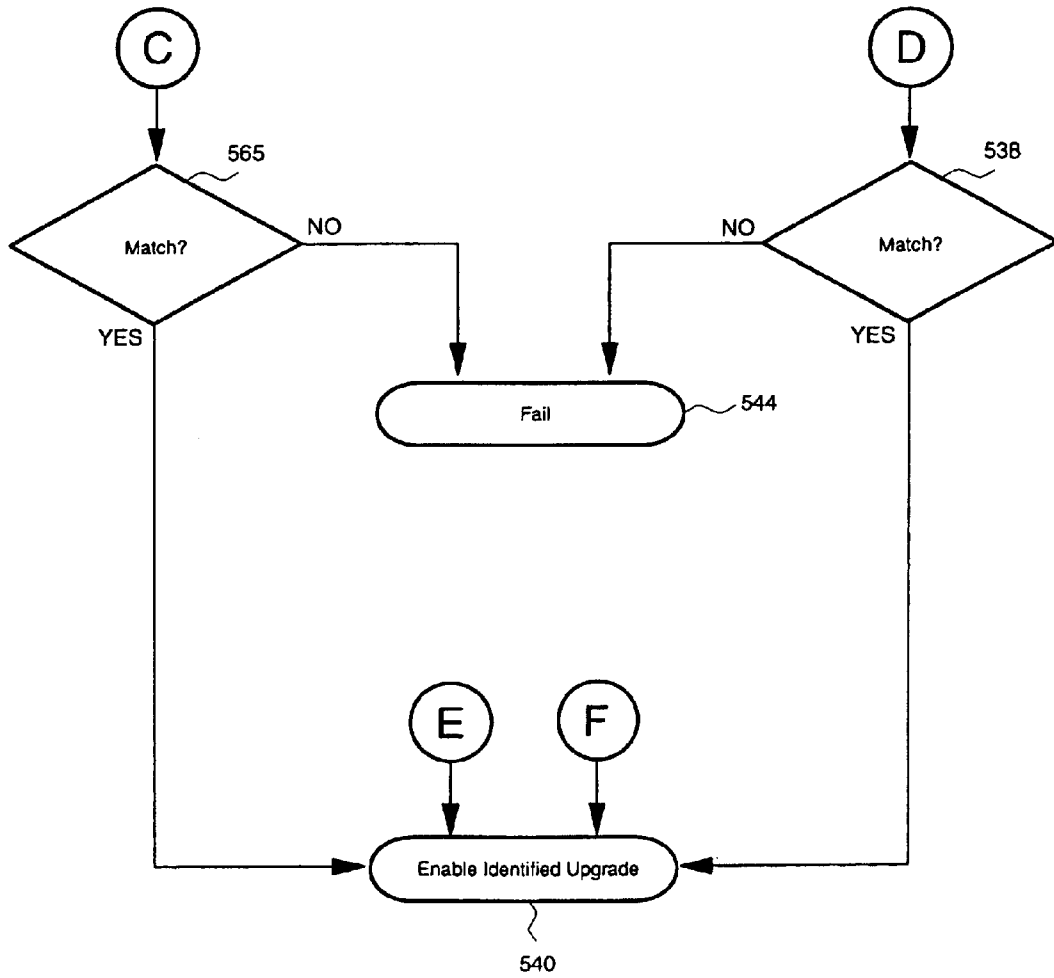 C
D
565
538
Match?
NO
NO
Match?
YES
YES
Fail
544
E
F
Enable Identified Upgrade
540